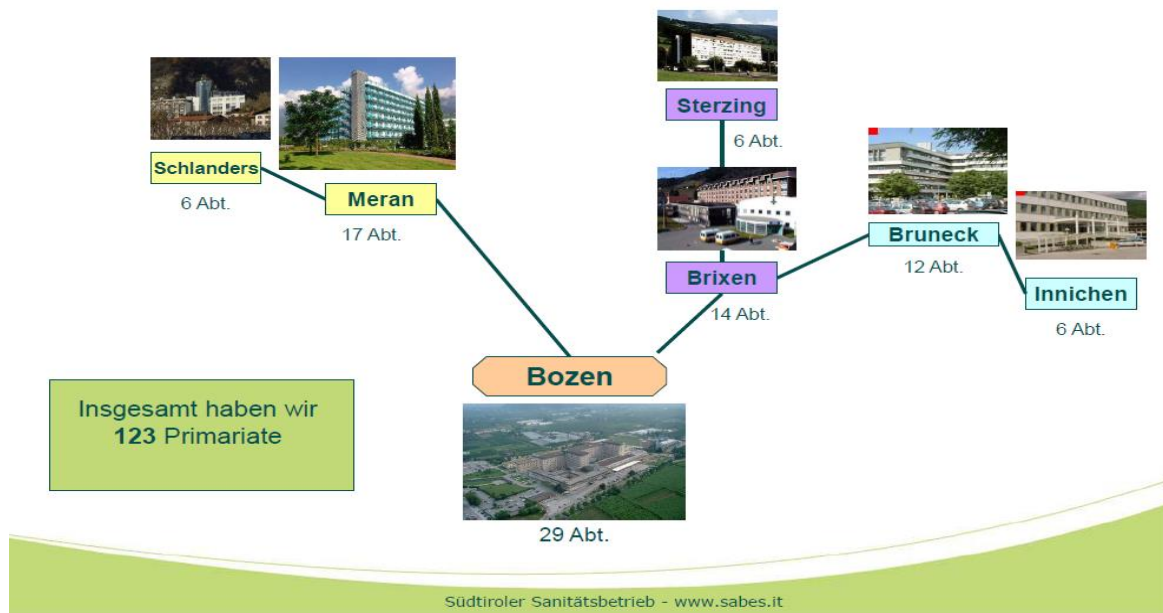 Sterzing
6 Abt.
Schlanders
6 Abt.
Meran
17 Abt.
Bruneck
12 Abt.
Brixen
14 Abt.
Innichen
6 Abt.
Bozen
29 Abt.
Insgesamt haben wir
123 Primariate
Südtiroler Sanitätsbetrieb - www.sabes.it